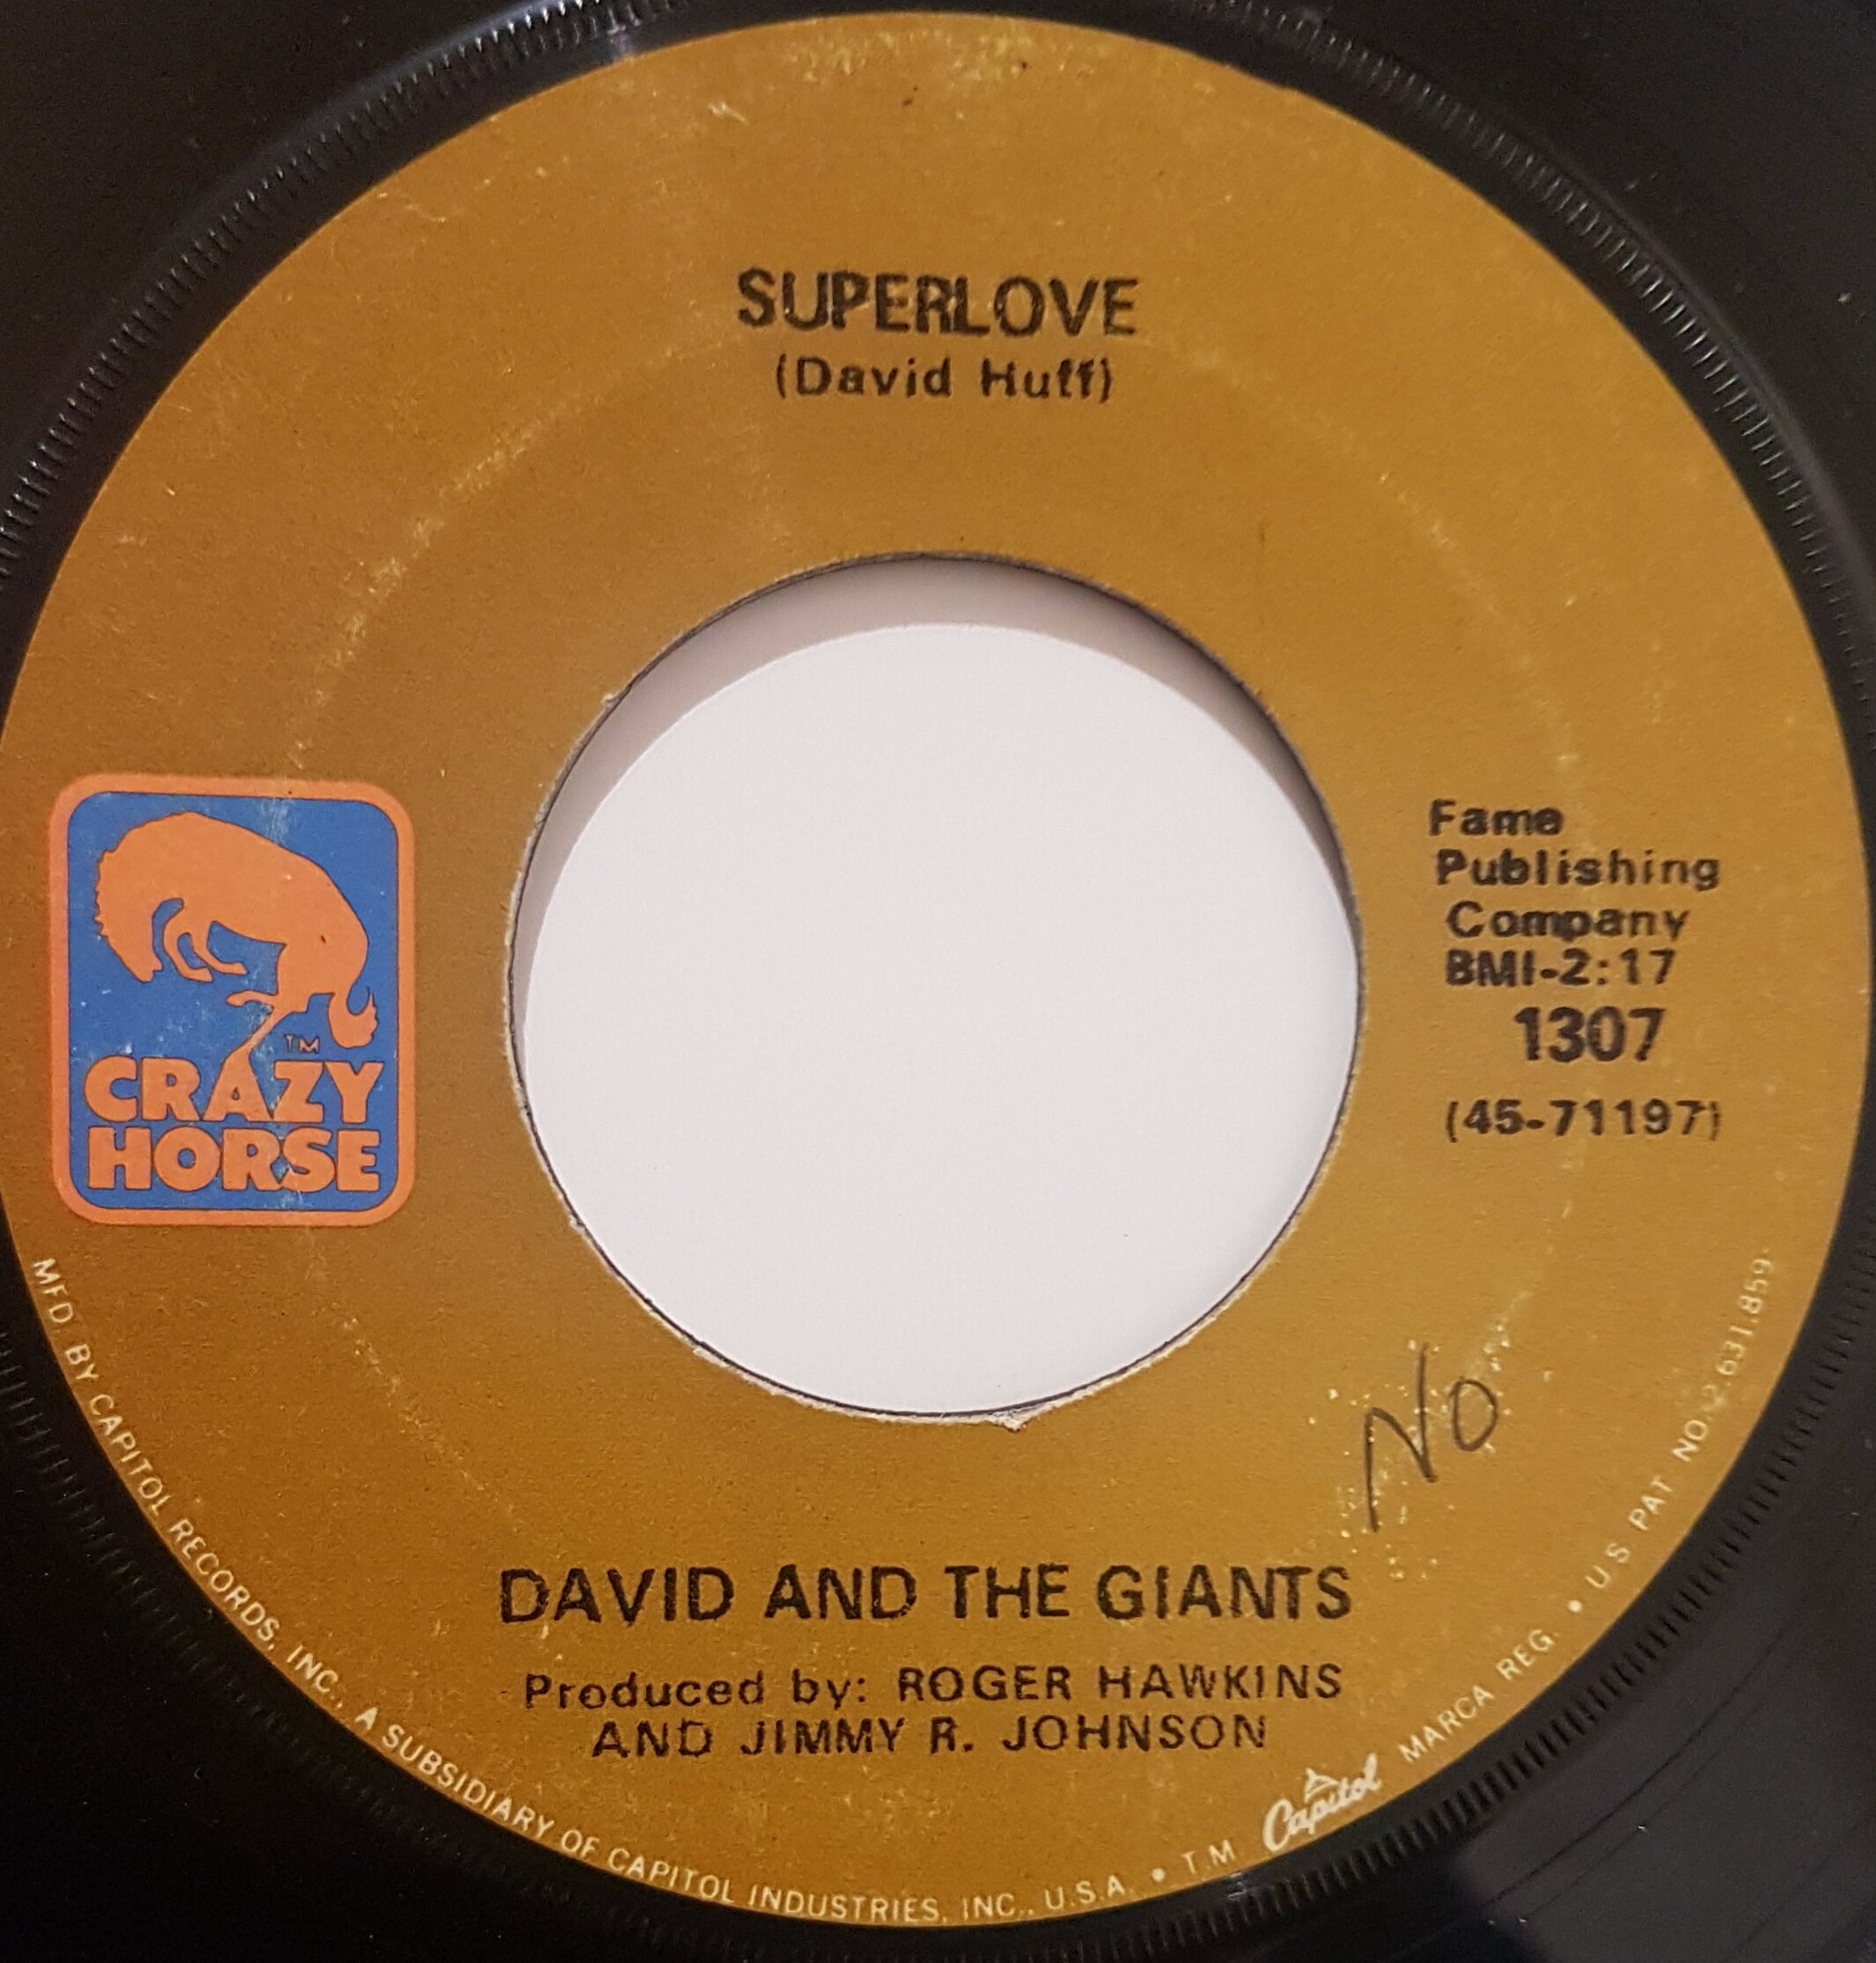 SUPERLOVE
(David Huff)
TM
CRAZY
HORSE
Fame
Publishing
Company
BMI-2:17
1307
(45-71197)
No
DAVID AND THE GIANTS
Produced by: ROGER HAWKINS
AND JIMMY R. JOHNSON
MFD. BY CAPITOL RECORDS, INC., A SUBSIDIARY OF CAPITOL INDUSTRIES, INC., U.S.A. • T.M. Capitol MARCA REG. • U.S. PAT. NO. 2,631,859